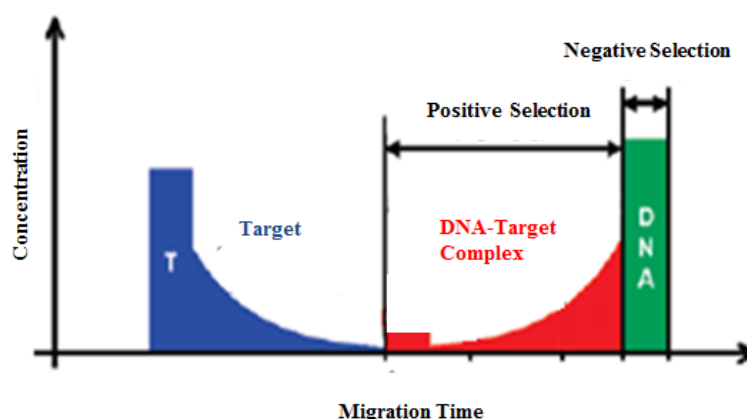 Negative Selection
Positive Selection
Concentration
Target
DNA-Target
Complex
T
D
N
A
Migration Time